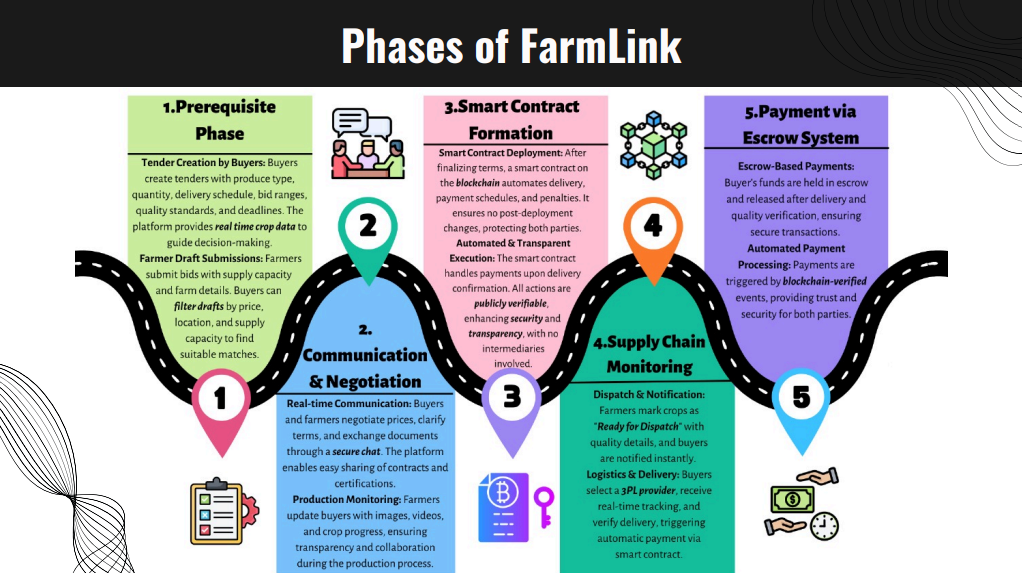 Phases of FarmLink
1.Prerequisite
Phase
Tender Creation by Buyers: Buyers
create tenders with produce type,
quantity, delivery schedule, bid ranges,
quality standards, and deadlines. The
platform provides real time crop data to
guide decision-making.
Farmer Draft Submissions: Farmers
submit bids with supply capacity
and farm details. Buyers can
filter drafts by price,
location, and supply
capacity to find
suitable matches.
1
2
2.
Communication
& Negotiation
Real-time Communication: Buyers
and farmers negotiate prices, clarify
terms, and exchange documents
through a secure chat. The platform
enables easy sharing of contracts and
certifications.
Production Monitoring: Farmers
update buyers with images, videos,
and crop progress, ensuring
transparency and collaboration
during the production process.
3.Smart Contract
Formation
Smart Contract Deployment: After
finalizing terms, a smart contract on
the blockchain automates delivery,
payment schedules, and penalties. It
ensures no post-deployment
changes, protecting both parties.
Automated & Transparent
Execution: The smart contract
handles payments upon delivery
confirmation. All actions are
publicly verifiable,
enhancing security and
transparency, with no
intermediaries
involved.
3
4
4.Supply Chain
Monitoring
Dispatch & Notification:
Farmers mark crops as
"Ready for Dispatch" with
quality details, and buyers
are notified instantly.
Logistics & Delivery: Buyers
select a 3PL provider, receive
real-time tracking, and
verify delivery, triggering
automatic payment via
smart contract.
5.Payment via
Escrow System
Escrow-Based Payments:
Buyer's funds are held in escrow
and released after delivery and
quality verification, ensuring
secure transactions.
Automated Payment
Processing: Payments are
triggered by blockchain-verified
events, providing trust and
security for both parties.
5